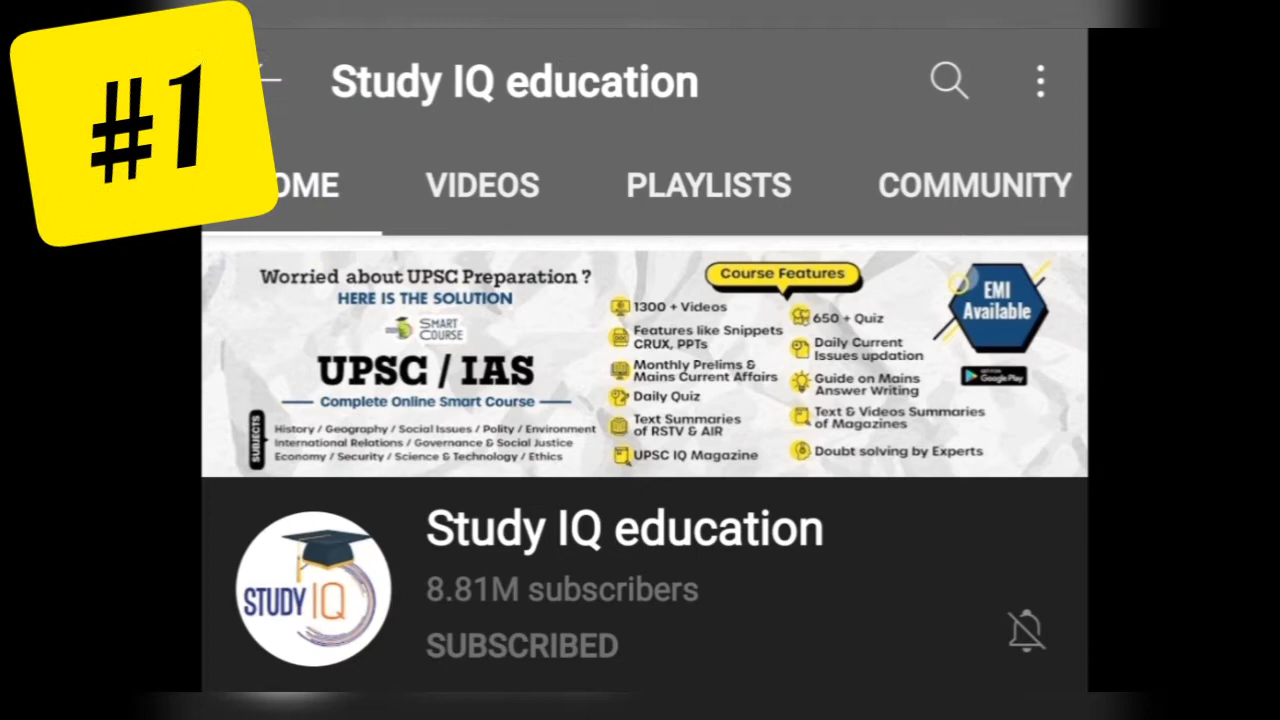 #1
Study IQ education
OME VIDEOS PLAYLISTS COMMUNITY
Worried about UPSC Preparation ?
HERE IS THE SOLUTION
SMART
COURSE
UPSC / IAS
Complete Online Smart Course
SUBJECTS
History / Geography / Social Issues / Polity / Environment
International Relations / Governance & Social Justice
Economy / Security / Science & Technology / Ethics
Course Features
1300 + Videos
Features like Snippets
CRUX, PPTs
Monthly Prelims &
Mains Current Affairs
Daily Quiz
Text Summaries
of RSTV & AIR
UPSC IQ Magazine
650 + Quiz
Daily Current
Issues updation
Guide on Mains
Answer Writing
Text & Videos Summaries
of Magazines
Doubt solving by Experts
EMI
Available
GET IT ON
Google Play
STUDY IQ
Study IQ education
8.81M subscribers
SUBSCRIBED